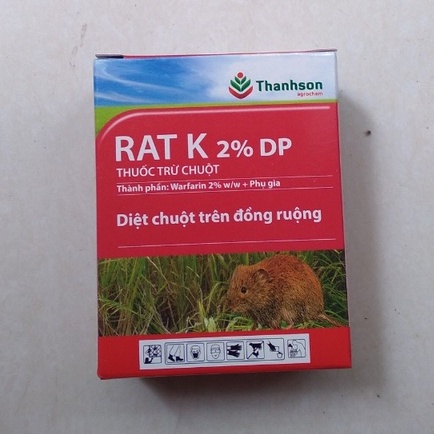 Thanhson
agrochem
RAT K 2% DP
THUỐC TRỪ CHUỘT
Thành phần: Warfarin 2% w/w + Phụ gia
Diệt chuột trên đồng ruộng